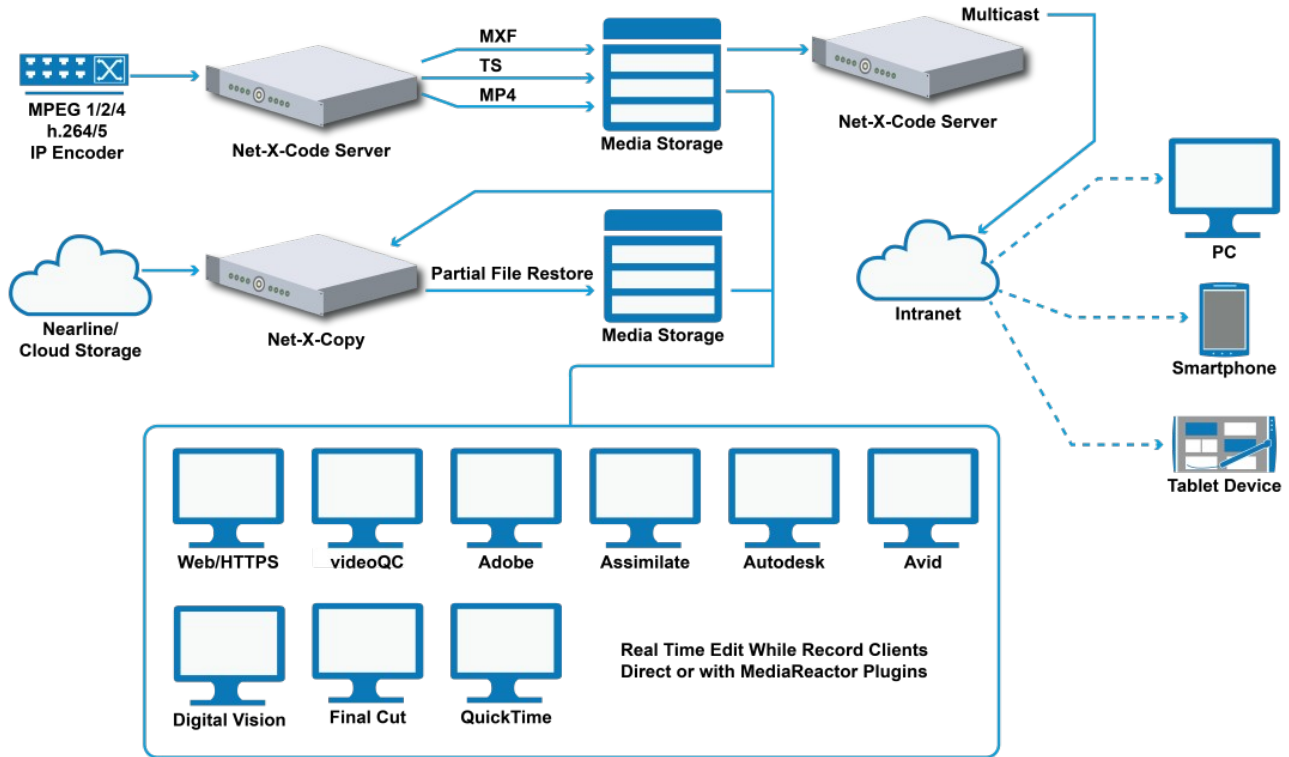 Multicast
MXF
TS
MP4
MPEG 1/2/4
h.264/5
IP Encoder
Net-X-Code Server
Media Storage
Net-X-Code Server
PC
Partial File Restore
Intranet
Nearline/
Cloud Storage
Net-X-Copy
Media Storage
Smartphone
Tablet Device
Web/HTTPS
videoQC
Adobe
Assimilate
Autodesk
Avid
Real Time Edit While Record Clients
Direct or with MediaReactor Plugins
Digital Vision
Final Cut
QuickTime